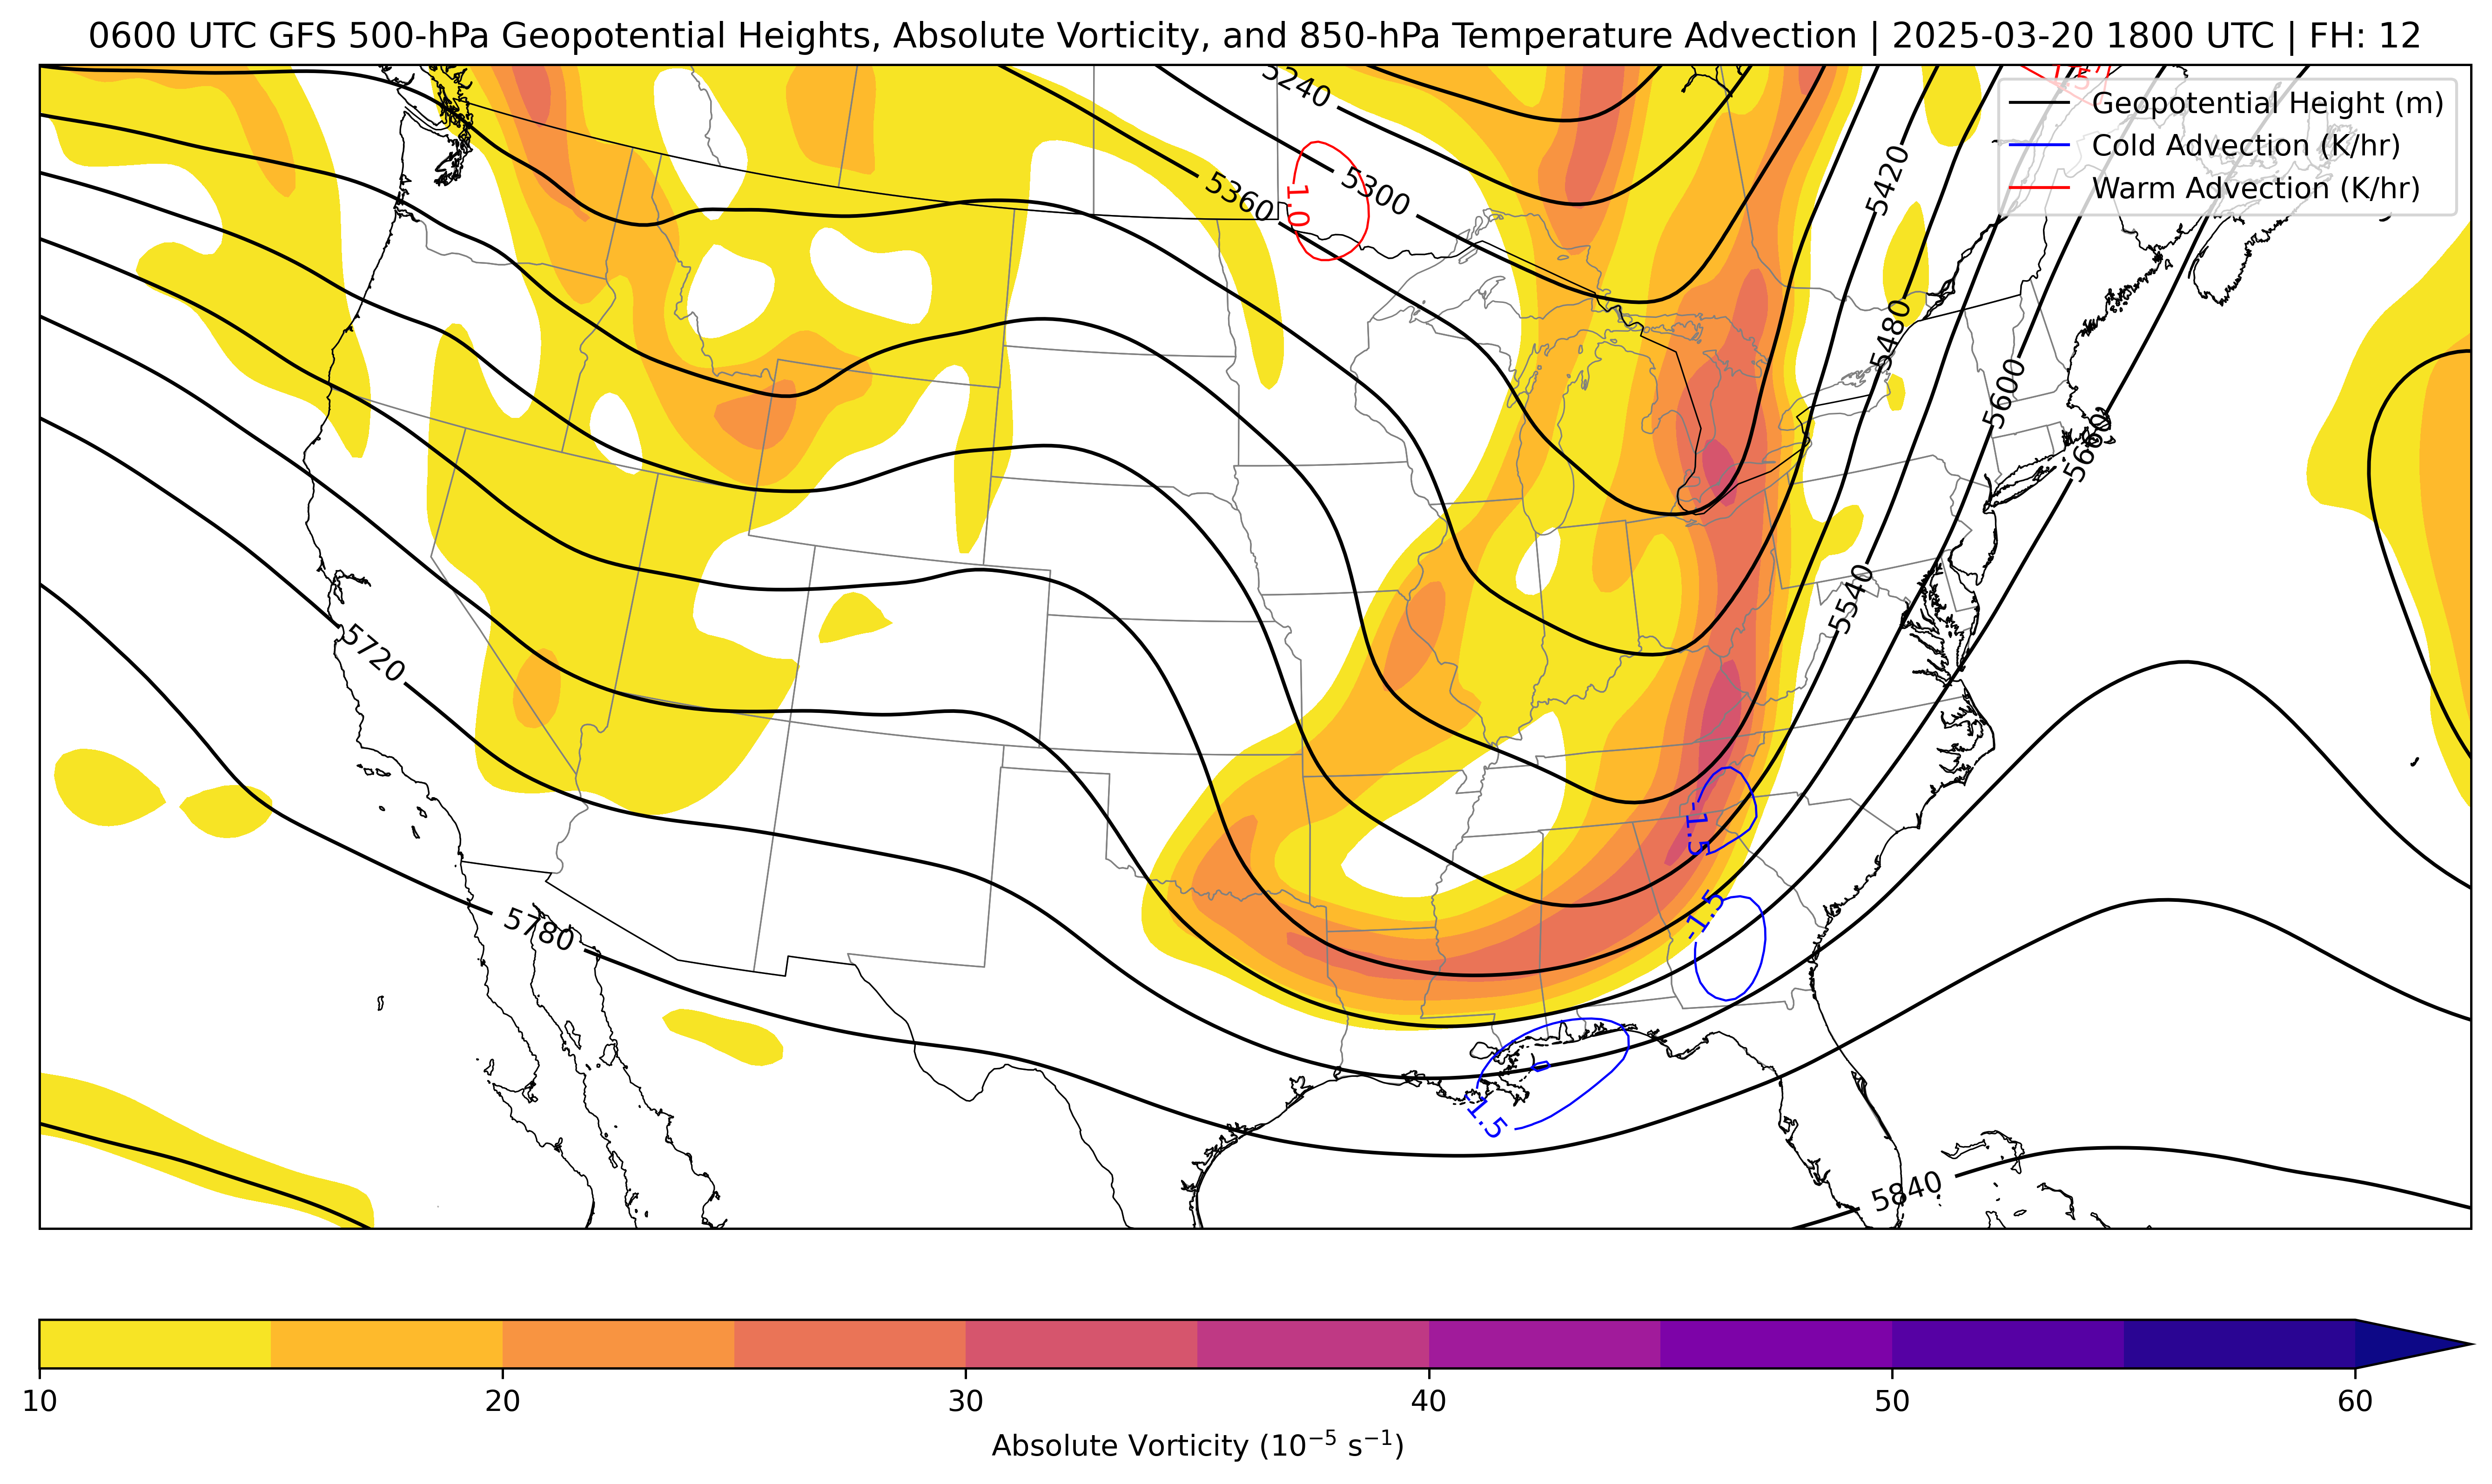 0600 UTC GFS 500-hPa Geopotential Heights, Absolute Vorticity, and 850-hPa Temperature Advection | 2025-03-20 1800 UTC | FH: 12
Geopotential Height (m)
Cold Advection (K/hr)
Warm Advection (K/hr)
5240
5300
5360
1.0
5420
5480
5600
5660
5540
5720
-1.5
-1.5
5780
1.5
5840
10 20 30 40 50 60
Absolute Vorticity (10⁻⁵ s⁻¹)